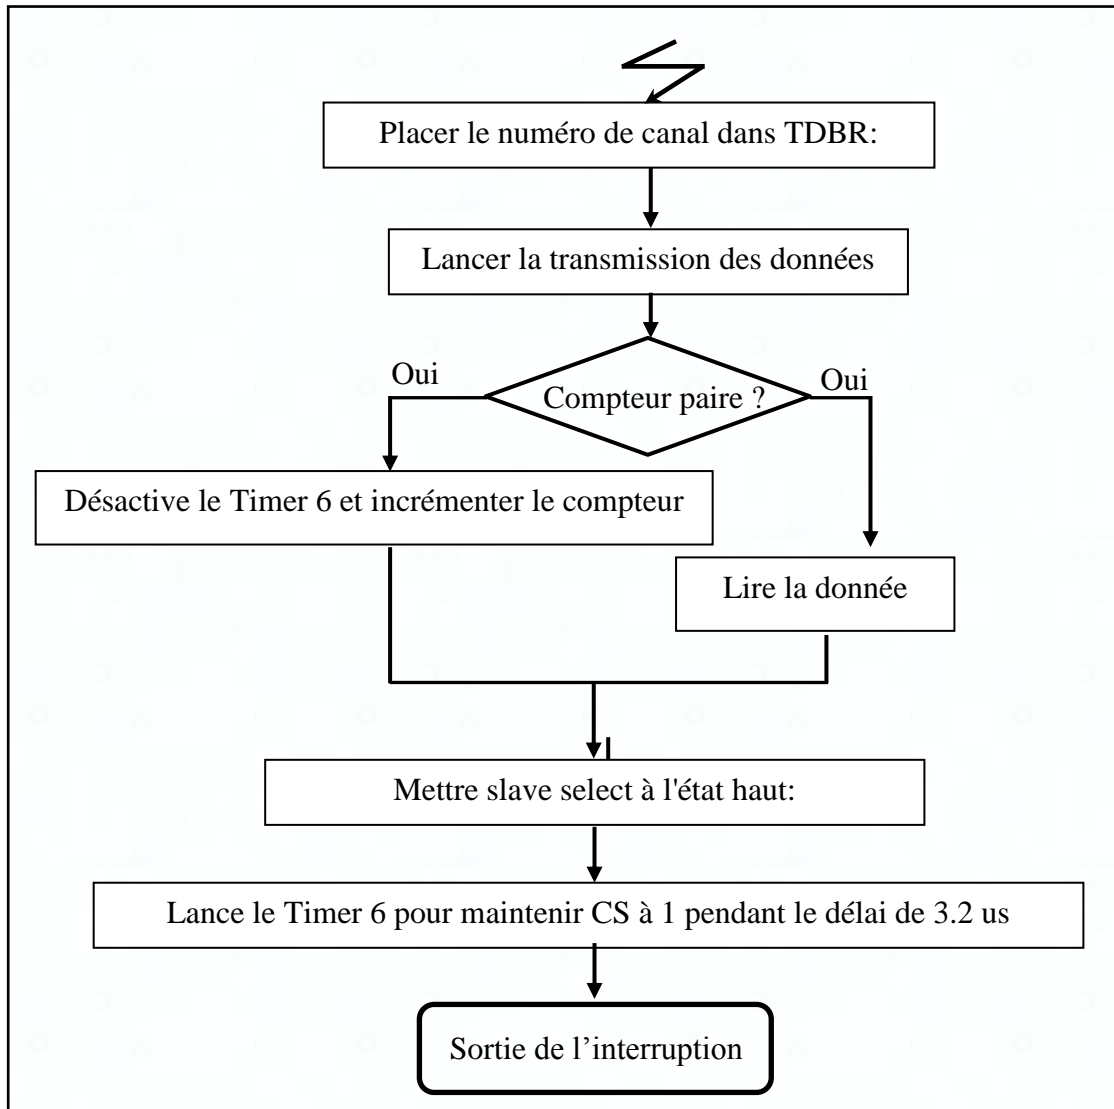 Placer le numéro de canal dans TDBR:
Lancer la transmission des données
Oui
Compteur paire ?
Oui
Désactive le Timer 6 et incrémenter le compteur
Lire la donnée
Mettre slave select à l'état haut:
Lance le Timer 6 pour maintenir CS à 1 pendant le délai de 3.2 us
Sortie de l’interruption